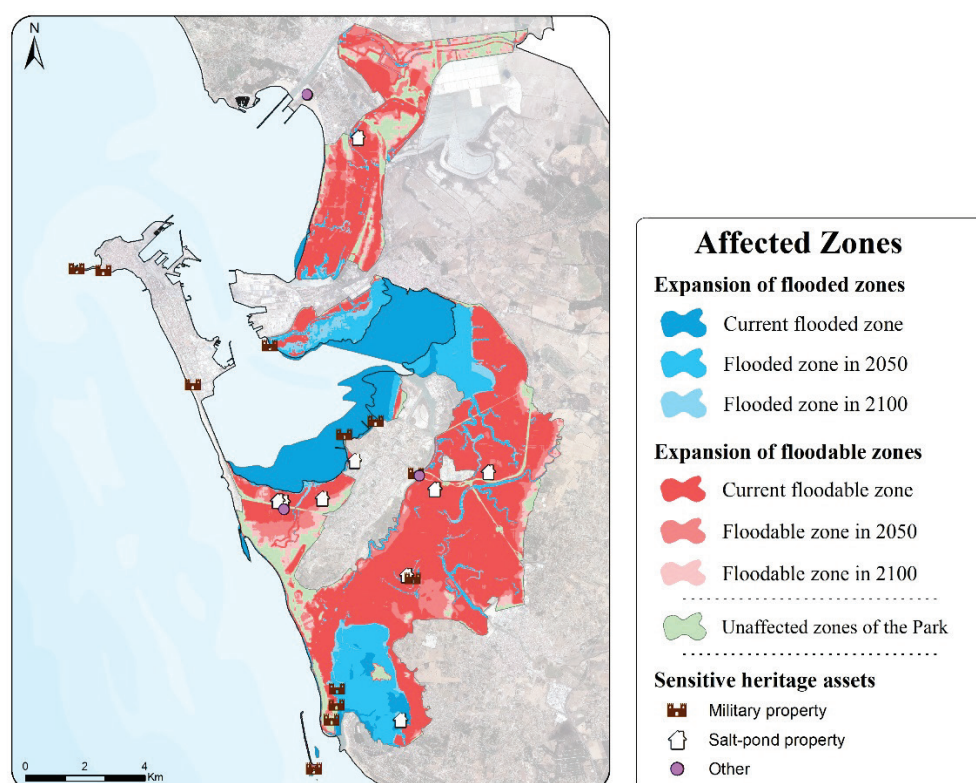 N
0 2 4
Km
Affected Zones
Expansion of flooded zones
Current flooded zone
Flooded zone in 2050
Flooded zone in 2100
Expansion of floodable zones
Current floodable zone
Floodable zone in 2050
Floodable zone in 2100
Unaffected zones of the Park
Sensitive heritage assets
Military property
Salt-pond property
Other